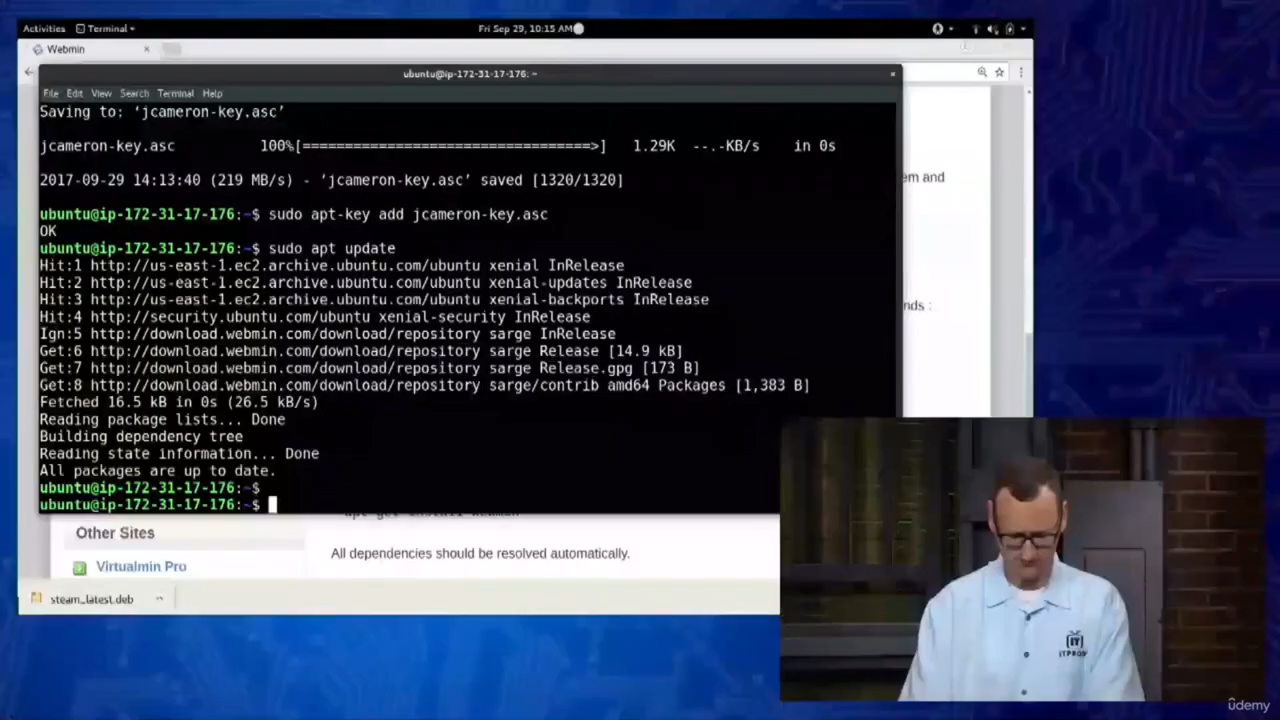 Activities Terminal Fri Sep 29, 10:15 AM
Webmin
ubuntu@ip-172-31-17-176: ~
File Edit View Search Terminal Help
Saving to: ‘jcameron-key.asc’
jcameron-key.asc 100%[==================================>] 1.29K --.-KB/s in 0s
2017-09-29 14:13:40 (219 MB/s) - ‘jcameron-key.asc’ saved [1320/1320]
ubuntu@ip-172-31-17-176:~$ sudo apt-key add jcameron-key.asc
OK
ubuntu@ip-172-31-17-176:~$ sudo apt update
Hit:1 http://us-east-1.ec2.archive.ubuntu.com/ubuntu xenial InRelease
Hit:2 http://us-east-1.ec2.archive.ubuntu.com/ubuntu xenial-updates InRelease
Hit:3 http://us-east-1.ec2.archive.ubuntu.com/ubuntu xenial-backports InRelease
Hit:4 http://security.ubuntu.com/ubuntu xenial-security InRelease
Ign:5 http://download.webmin.com/download/repository sarge InRelease
Get:6 http://download.webmin.com/download/repository sarge Release [14.9 kB]
Get:7 http://download.webmin.com/download/repository sarge Release.gpg [173 B]
Get:8 http://download.webmin.com/download/repository sarge/contrib amd64 Packages [1,383 B]
Fetched 16.5 kB in 0s (26.5 kB/s)
Reading package lists... Done
Building dependency tree
Reading state information... Done
All packages are up to date.
ubuntu@ip-172-31-17-176:~$
ubuntu@ip-172-31-17-176:~$
em and
nds :
Other Sites
All dependencies should be resolved automatically.
Virtualmin Pro
steam_latest.deb
IT
ITPRO
udemy